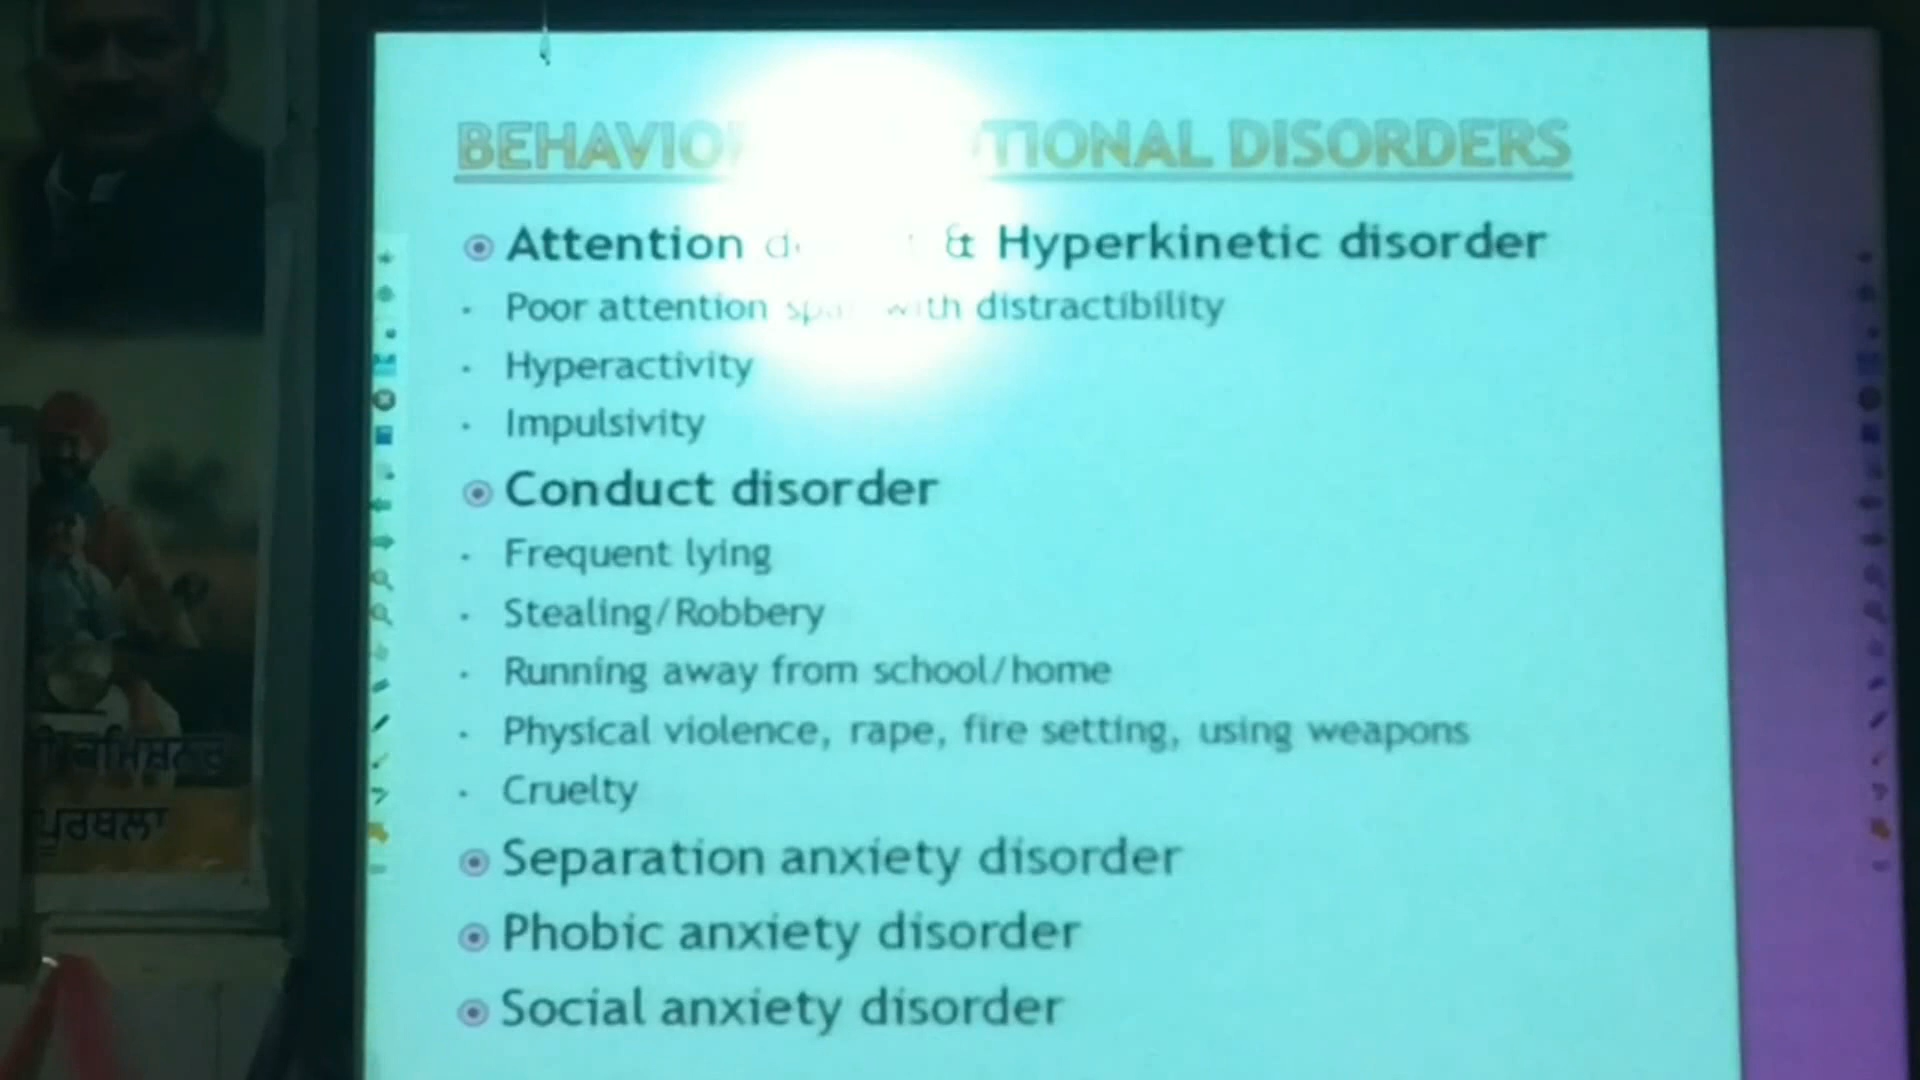 TIONAL DISORDERS
Attention & Hyperkinetic disorder
Poor attention with distractibility
Hyperactivity
Impulsivity
Conduct disorder
Frequent lying
Stealing/Robbery
Running away from school/home
Physical violence, rape, fire setting, using weapons
Cruelty
Separation anxiety disorder
Phobic anxiety disorder
Social anxiety disorder
ਪੂਰਥਲਾ